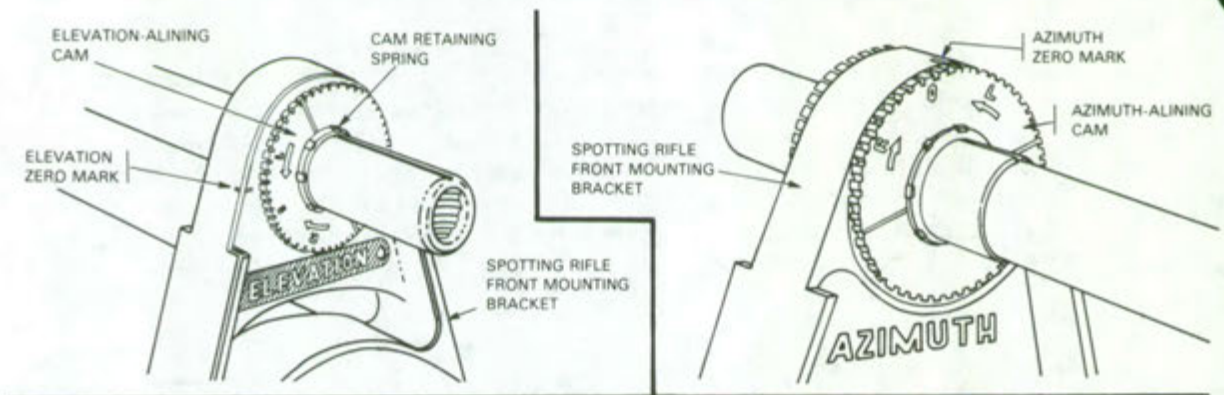 ELEVATION-ALINING
CAM
CAM RETAINING
SPRING
ELEVATION
ZERO MARK
ELEVATION
SPOTTING RIFLE
FRONT MOUNTING
BRACKET
AZIMUTH
ZERO MARK
AZIMUTH-ALINING
CAM
SPOTTING RIFLE
FRONT MOUNTING
BRACKET
L
0
R
AZIMUTH